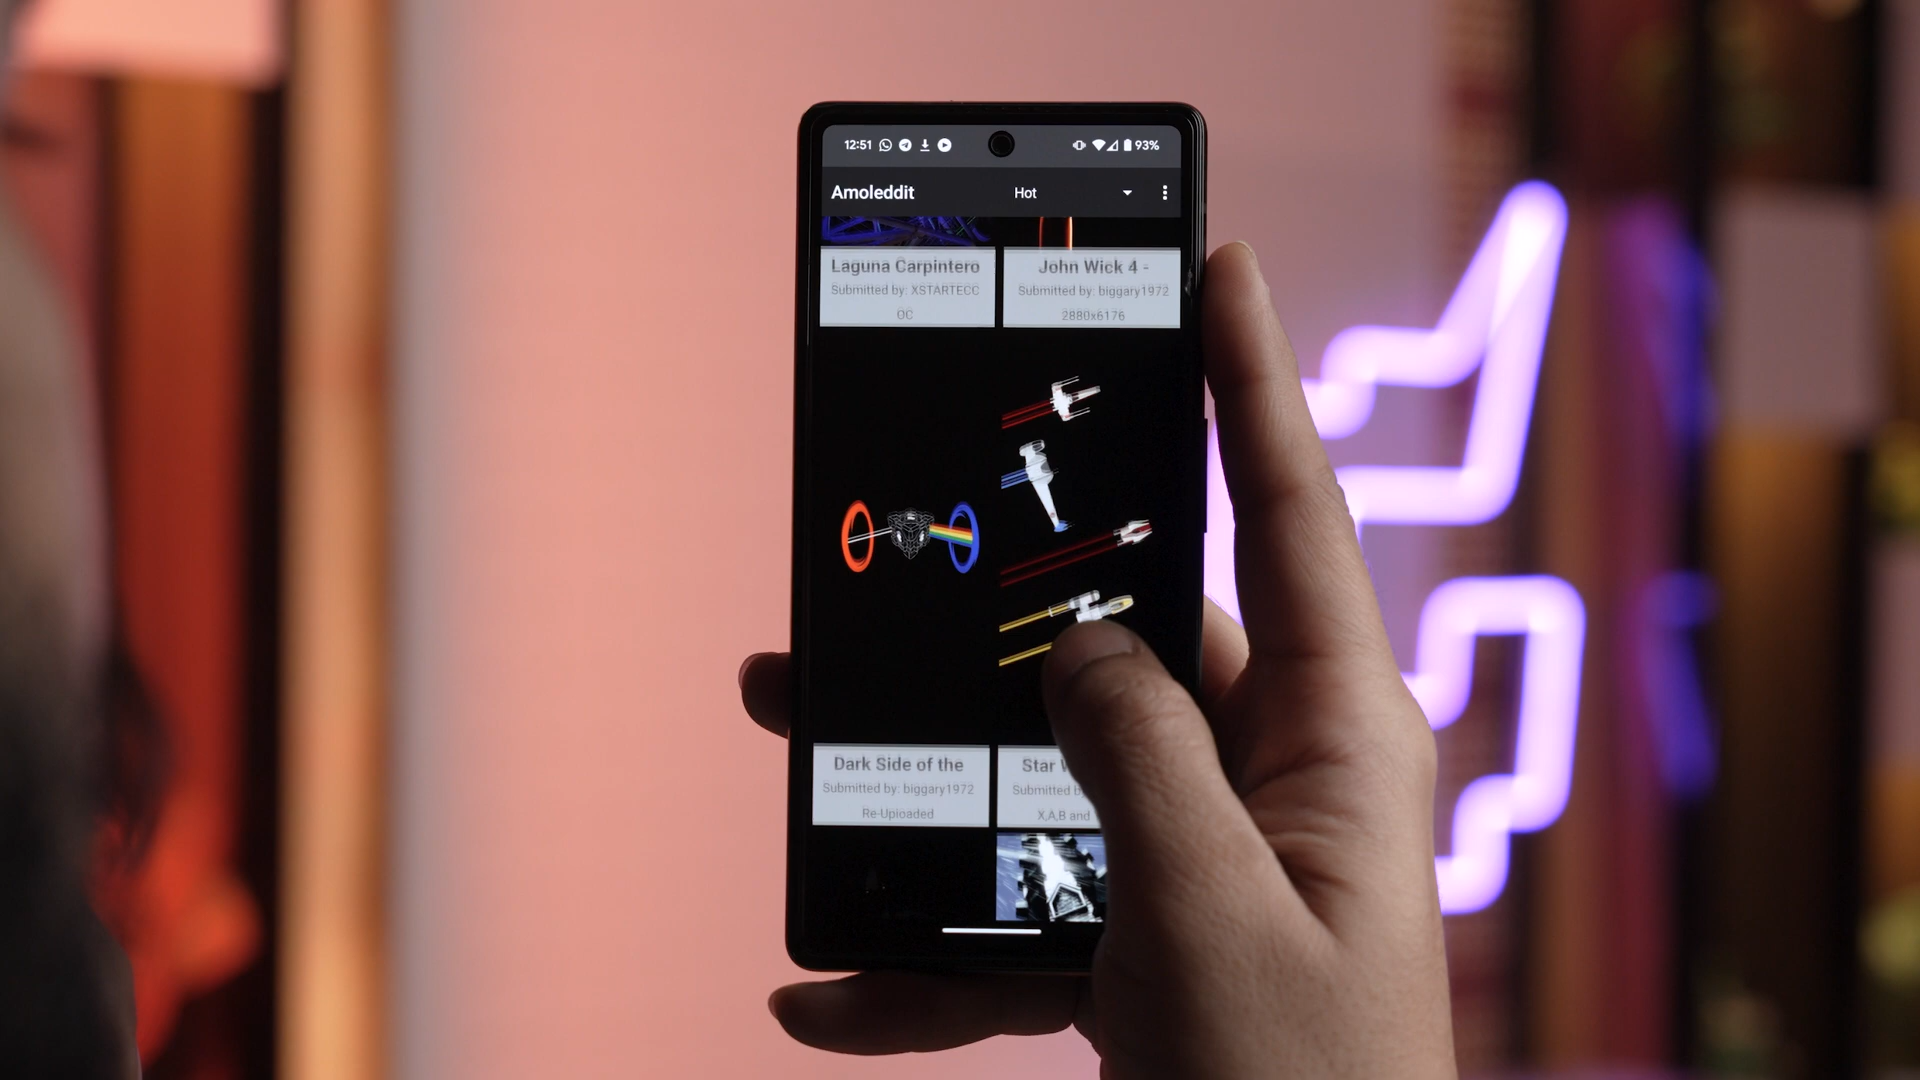 12:51 93%
Amoleddit Hot
Laguna Carpintero
Submitted by: XSTARTECC
OC
John Wick 4 -
Submitted by: biggary1972
2880x6176
Dark Side of the
Submitted by: biggary1972
Re-Uploaded
Star
Submitted
X,A,B and